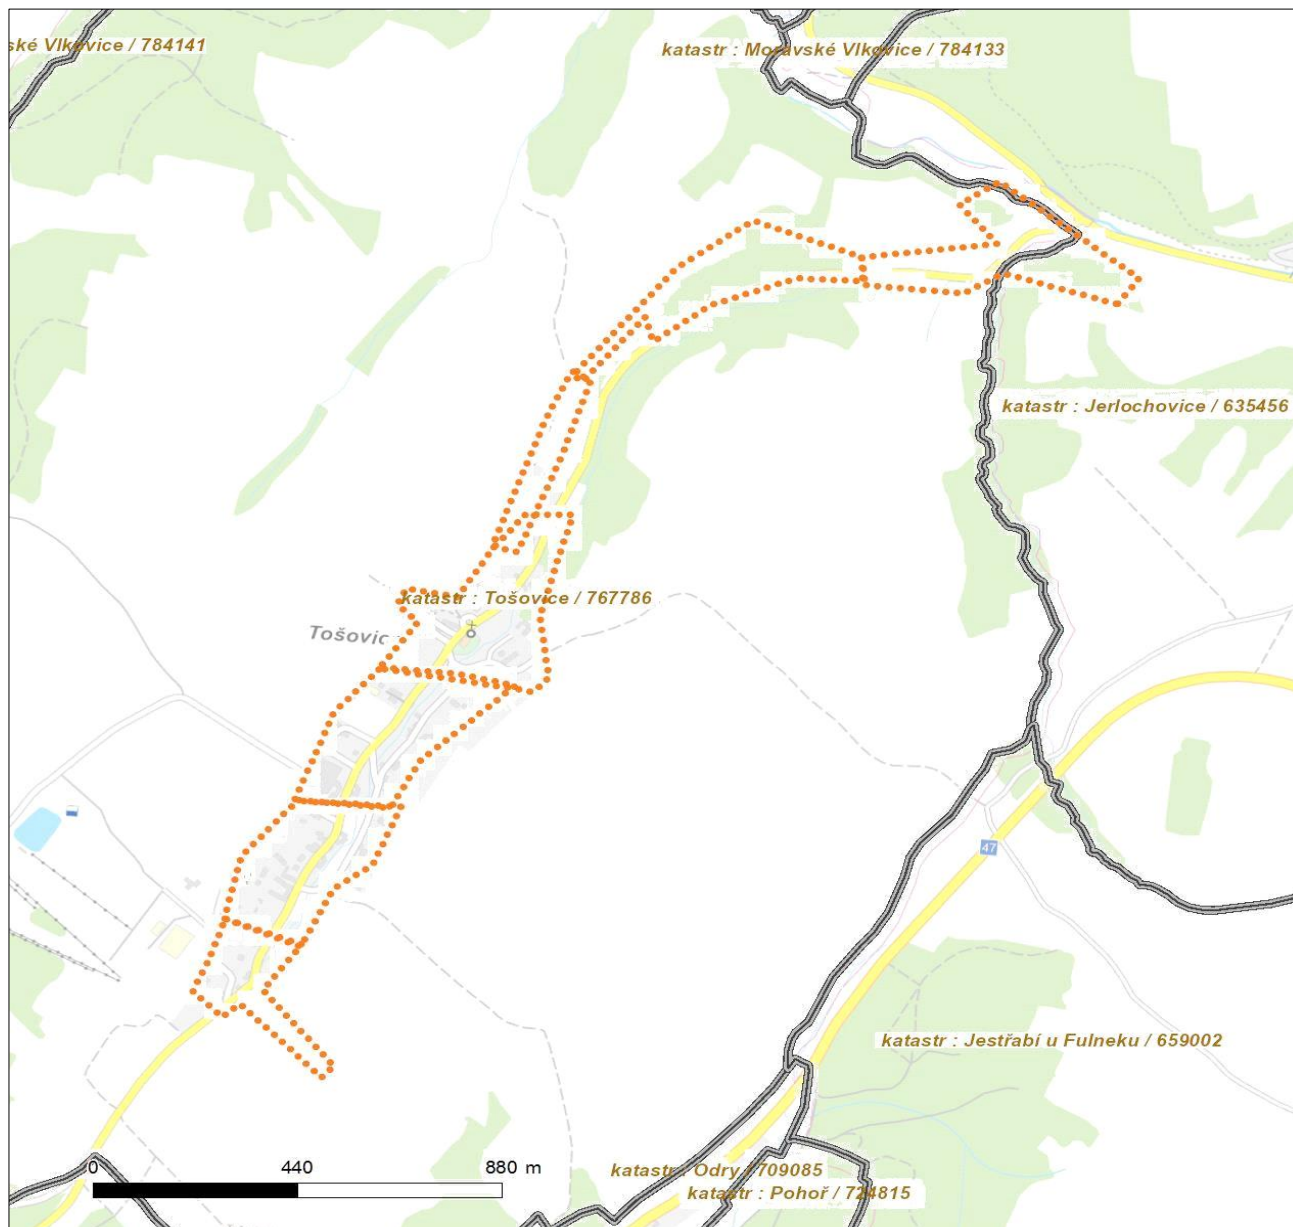 ské Vlkovice / 784141
katastr : Moravské Vlkovice / 784133
katastr : Jerlochovice / 635456
katastr : Tošovice / 767786
Tošovic
47
katastr : Jestřabí u Fulneku / 659002
0 440 880 m
katastr : Odry / 709085
katastr : Pohoř / 724815